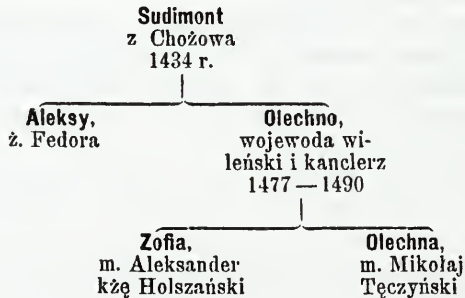 Sudimont
z Chożowa
1434 r.
Aleksy,
ż. Fedora
Olechno,
wojewoda wi-
leński i kanclerz
1477 — 1490
Zofia,
m. Aleksander
kżę Holszański
Olechna,
m. Mikołaj
Tęczyński